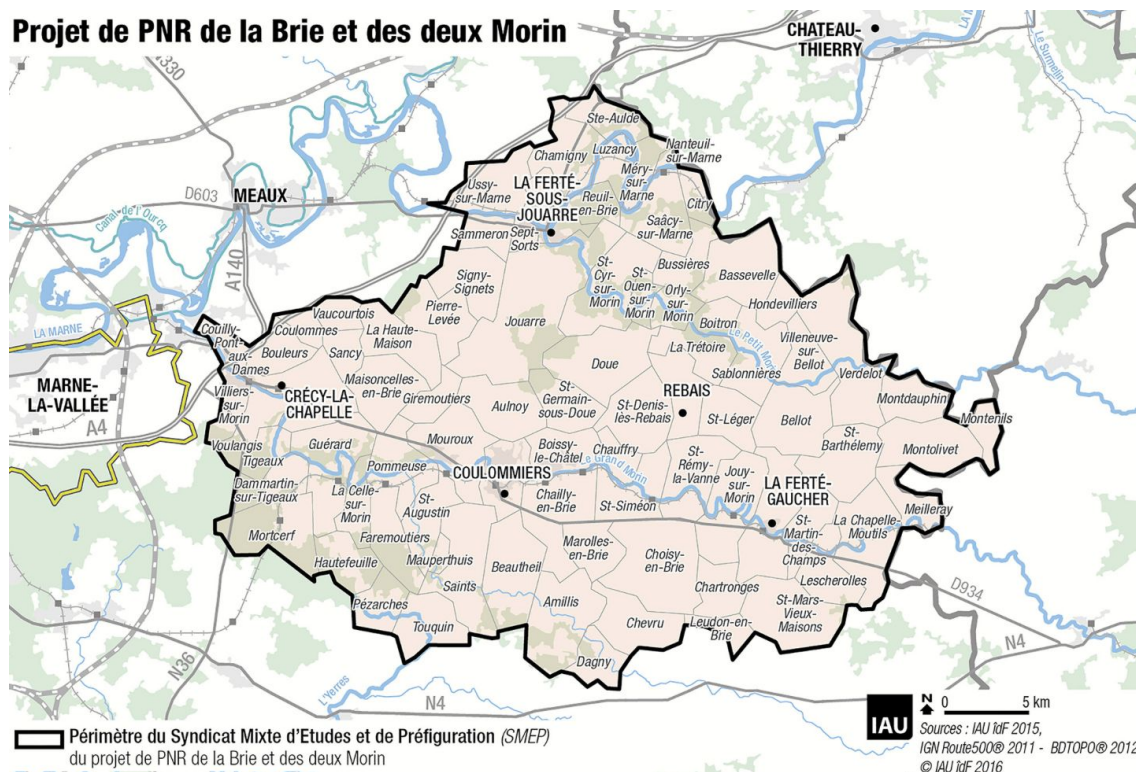 Projet de PNR de la Brie et des deux Morin
CHATEAU-
THIERRY
Le Surmelin
A330
Ste-Aulde
Nanteuil-
sur-Marne
Luzancy
Chamigny
Méry-
sur-
Marne
Ussy-
sur-Marne
LA FERTÉ-
SOUS-
JOUARRE
Reuil-
en-Brie
Citry
MEAUX
D603
Canal de l'Ourcq
Saâcy-
sur-Marne
Sammeron
Sept-
Sorts
A140
Bussières
Bassevelle
Signy-
Signets
St-
Cyr-
sur-
Morin
St-
Ouen-
sur-
Morin
Orly-
sur-
Morin
Hondevilliers
Pierre-
Levée
Vaucourtois
Jouarre
Boitron
LA MARNE
Couilly-
Pont-
aux-
Dames
Coulommes
La Haute-
Maison
Villeneuve-
sur-
Bellot
Bouleurs
Sancy
La Trétoire
Le Petit Morin
Doue
Sablonnières
Verdelot
MARNE-
LA-VALLÉE
Villiers-
sur-
Morin
CRÉCY-LA-
CHAPELLE
Maisoncelles-
en-Brie
Giremoutiers
Aulnoy
St-
Germain-
sous-Doue
REBAIS
St-Denis-
lès-Rebais
St-Léger
Bellot
Montdauphin
Montenils
A4
St-
Barthélemy
Montolivet
Voulangis
Guérard
Mouroux
Boissy-
le-Châtel
Chauffry
Tigeaux
Pommeuse
COULOMMIERS
Le Grand Morin
St-
Rémy-
la-Vanne
Jouy-
sur-
Morin
LA FERTÉ-
GAUCHER
Dammartin-
sur-Tigeaux
La Celle-
sur-
Morin
St-
Augustin
Chailly-
en-Brie
St-Siméon
Meilleray
La Chapelle-
Moutils
St-
Martin-
des-
Champs
Mortcerf
Faremoutiers
Marolles-
en-Brie
Choisy-
en-Brie
Hautefeuille
Mauperthuis
Beautheil
Saints
Chartronges
Lescherolles
D934
Pézarches
Amillis
St-Mars-
Vieux-
Maisons
Touquin
Chevru
Leudon-en-
Brie
N36
Dagny
N4
L'Yerres
N4
IAU
N
0 5 km
Périmètre du Syndicat Mixte d'Etudes et de Préfiguration (SMEP)
du projet de PNR de la Brie et des deux Morin
Sources : IAU îdF 2015,
IGN Route500® 2011 - BDTOPO® 2012
© IAU îdF 2016